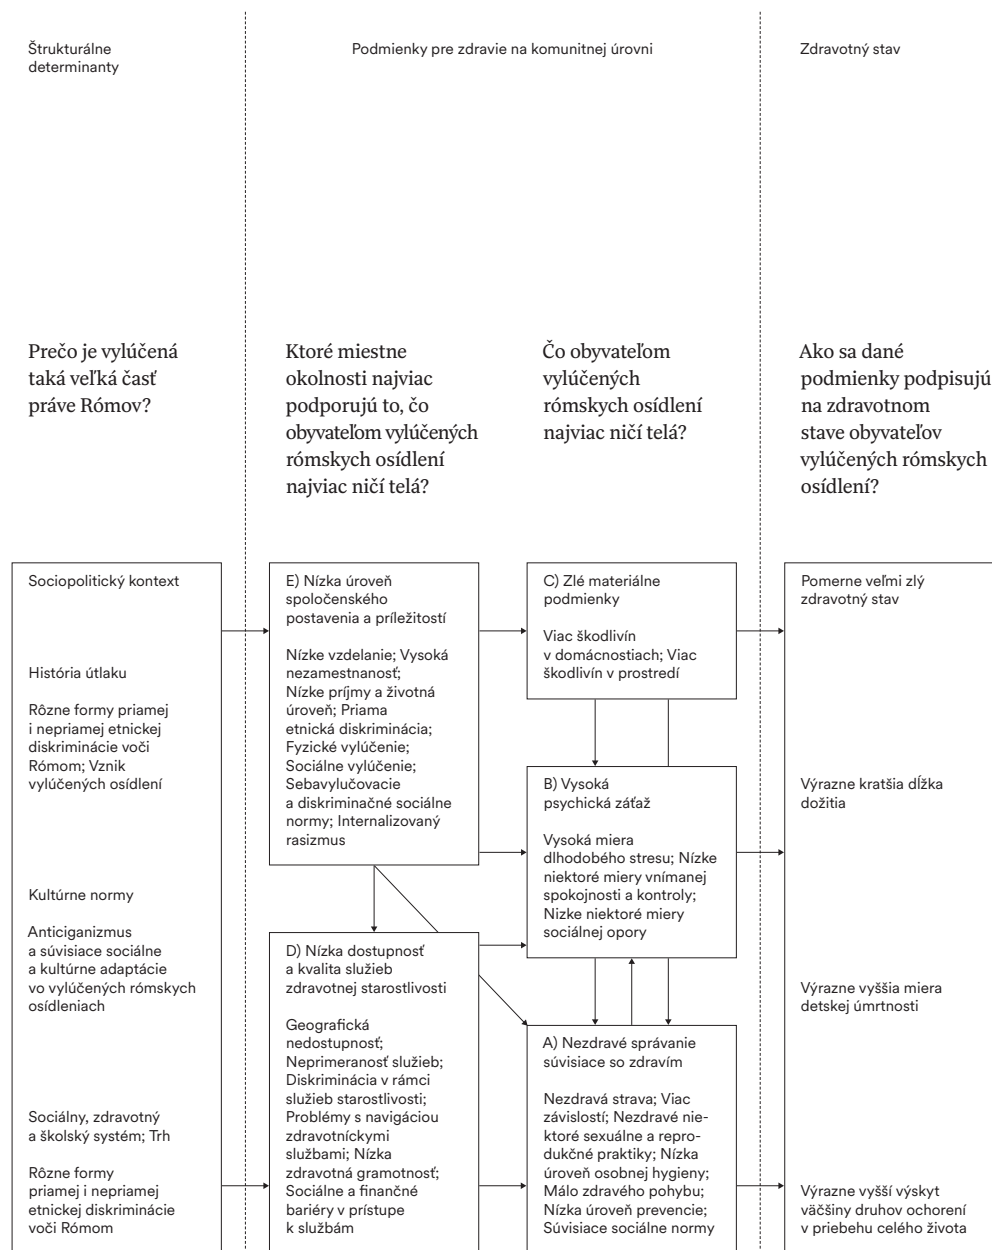 Štrukturálne
determinanty
Podmienky pre zdravie na komunitnej úrovni
Zdravotný stav
Prečo je vylúčená
taká veľká časť
práve Rómov?
Ktoré miestne
okolnosti najviac
podporujú to, čo
obyvateľom vylúčených
rómskych osídlení
najviac ničí telá?
Čo obyvateľom
vylúčených
rómskych osídlení
najviac ničí telá?
Ako sa dané
podmienky podpisujú
na zdravotnom
stave obyvateľov
vylúčených rómskych
osídlení?
Sociopolitický kontext
História útlaku
Rôzne formy priamej
i nepriamej etnickej
diskriminácie voči
Rómom; Vznik
vylúčených osídlení
Kultúrne normy
Anticiganizmus
a súvisiace sociálne
a kultúrne adaptácie
vo vylúčených rómskych
osídleniach
Sociálny, zdravotný
a školský systém; Trh
Rôzne formy
priamej i nepriamej
etnickej diskriminácie
voči Rómom
E) Nízka úroveň
spoločenského
postavenia a príležitostí
Nízke vzdelanie; Vysoká
nezamestnanosť;
Nízke príjmy a životná
úroveň; Priama
etnická diskriminácia;
Fyzické vylúčenie;
Sociálne vylúčenie;
Sebavylučovacie
a diskriminačné sociálne
normy; Internalizovaný
rasizmus
D) Nízka dostupnosť
a kvalita služieb
zdravotnej starostlivosti
Geografická
nedostupnosť;
Neprimeranosť služieb;
Diskriminácia v rámci
služieb starostlivosti;
Problémy s navigáciou
zdravotníckymi
službami; Nízka
zdravotná gramotnosť;
Sociálne a finančné
bariéry v prístupe
k službám
C) Zlé materiálne
podmienky
Viac škodlivín
v domácnostiach; Viac
škodlivín v prostredí
B) Vysoká
psychická záťaž
Vysoká miera
dlhodobého stresu; Nízke
niektoré miery vnímanej
spokojnosti a kontroly;
Nizke niektoré miery
sociálnej opory
A) Nezdravé správanie
súvisiace so zdravím
Nezdravá strava; Viac
závislostí; Nezdravé nie-
ktoré sexuálne a repro-
dukčné praktiky; Nízka
úroveň osobnej hygieny;
Málo zdravého pohybu;
Nízka úroveň prevencie;
Súvisiace sociálne normy
Pomerne veľmi zlý
zdravotný stav
Výrazne kratšia dĺžka
dožitia
Výrazne vyššia miera
detskej úmrtnosti
Výrazne vyšší výskyt
väčšiny druhov ochorení
v priebehu celého života